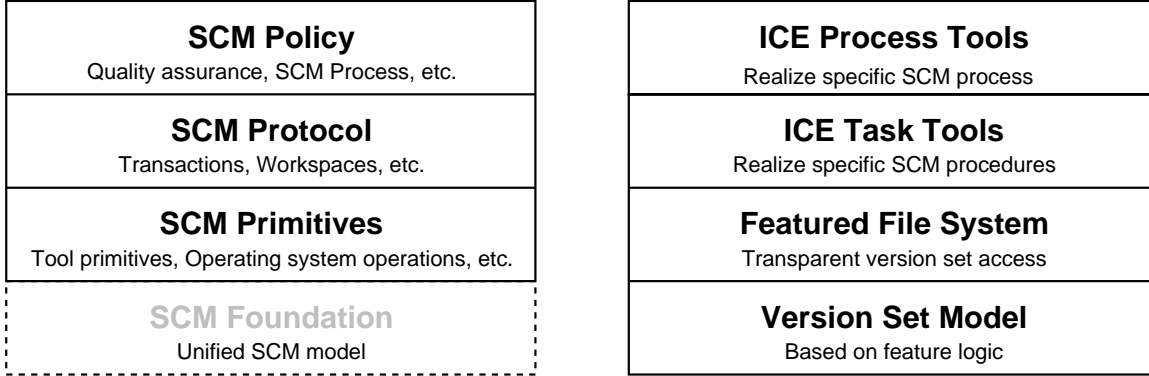 SCM Policy
Quality assurance, SCM Process, etc.
SCM Protocol
Transactions, Workspaces, etc.
SCM Primitives
Tool primitives, Operating system operations, etc.
SCM Foundation
Unified SCM model
ICE Process Tools
Realize specific SCM process
ICE Task Tools
Realize specific SCM procedures
Featured File System
Transparent version set access
Version Set Model
Based on feature logic